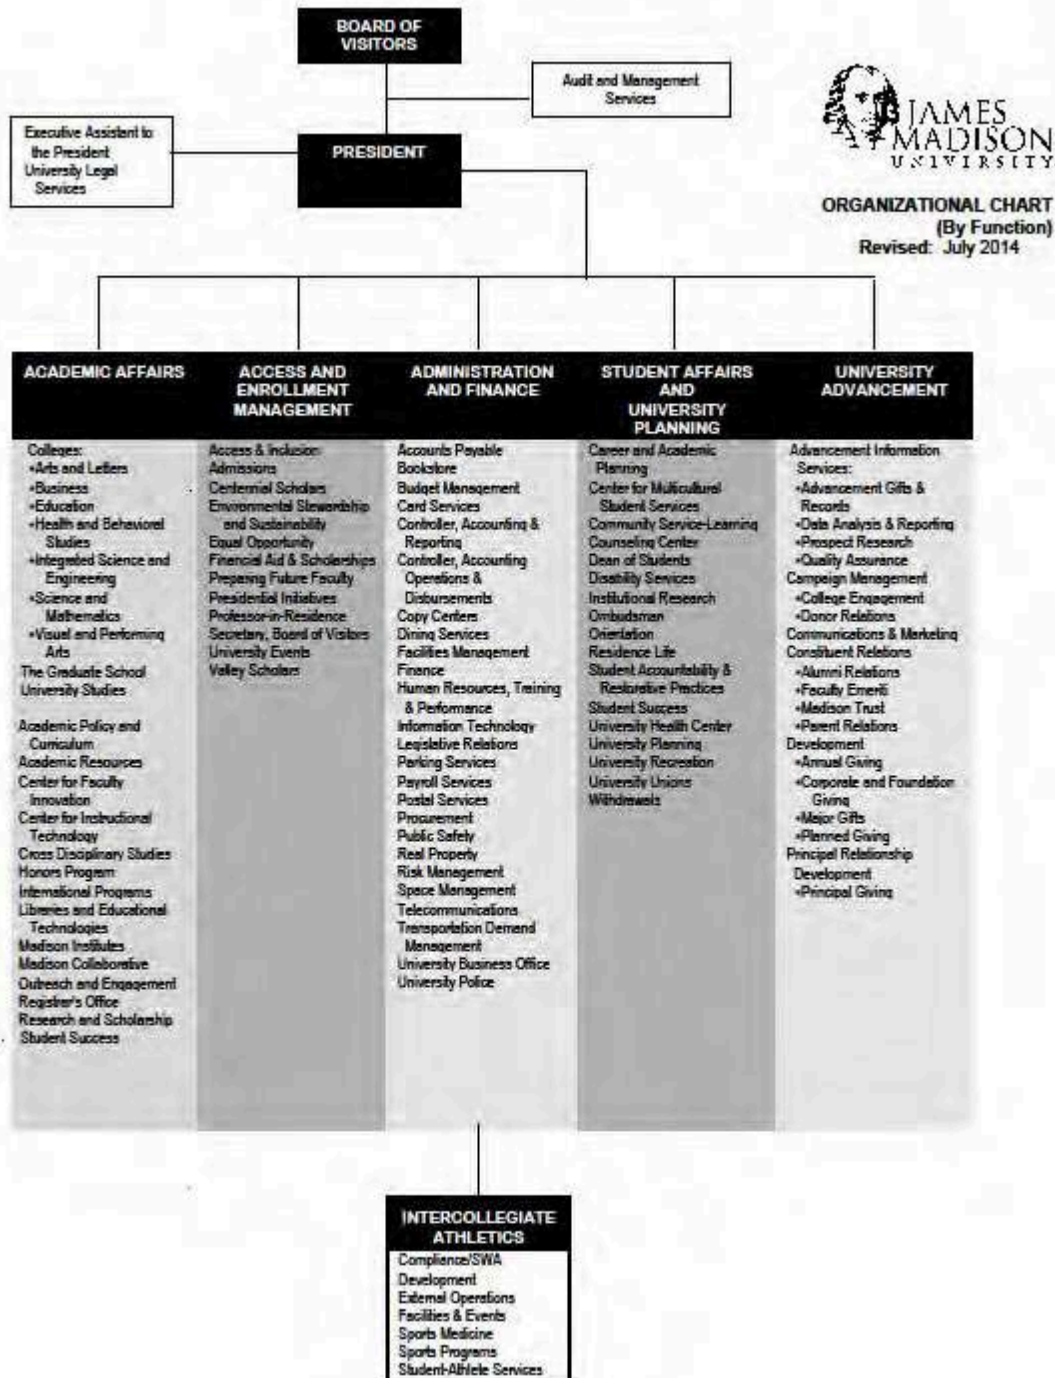 BOARD OF
VISITORS
Audit and Management
Services
Executive Assistant to
the President
University Legal
Services
PRESIDENT
JAMES
MADISON
UNIVERSITY
ORGANIZATIONAL CHART
(By Function)
Revised: July 2014
ACADEMIC AFFAIRS
Colleges:
•Arts and Letters
•Business
•Education
•Health and Behavioral
Studies
•Integrated Science and
Engineering
•Science and
Mathematics
•Visual and Performing
Arts
The Graduate School
University Studies
Academic Policy and
Curriculum
Academic Resources
Center for Faculty
Innovation
Center for Instructional
Technology
Cross Disciplinary Studies
Honors Program
International Programs
Libraries and Educational
Technologies
Madison Institutes
Madison Collaborative
Outreach and Engagement
Registrar's Office
Research and Scholarship
Student Success
ACCESS AND
ENROLLMENT
MANAGEMENT
Access & Inclusion
Admissions
Centennial Scholars
Environmental Stewardship
and Sustainability
Equal Opportunity
Financial Aid & Scholarships
Preparing Future Faculty
Presidential Initiatives
Professor-in-Residence
Secretary, Board of Visitors
University Events
Valley Scholars
ADMINISTRATION
AND FINANCE
Accounts Payable
Bookstore
Budget Management
Card Services
Controller, Accounting &
Reporting
Controller, Accounting
Operations &
Disbursements
Copy Centers
Dining Services
Facilities Management
Finance
Human Resources, Training
& Performance
Information Technology
Legislative Relations
Parking Services
Payroll Services
Postal Services
Procurement
Public Safety
Real Property
Risk Management
Space Management
Telecommunications
Transportation Demand
Management
University Business Office
University Police
STUDENT AFFAIRS
AND
UNIVERSITY
PLANNING
Career and Academic
Planning
Center for Multicultural
Student Services
Community Service-Learning
Counseling Center
Dean of Students
Disability Services
Institutional Research
Ombudsman
Orientation
Residence Life
Student Accountability &
Restorative Practices
Student Success
University Health Center
University Planning
University Recreation
University Unions
Withdrawals
UNIVERSITY
ADVANCEMENT
Advancement Information
Services:
•Advancement Gifts &
Records
•Data Analysis & Reporting
•Prospect Research
•Quality Assurance
Campaign Management
•College Engagement
•Donor Relations
Communications & Marketing
Constituent Relations
•Alumni Relations
•Faculty Emeriti
•Madison Trust
•Parent Relations
Development
•Annual Giving
•Corporate and Foundation
Giving
•Major Gifts
•Planned Giving
Principal Relationship
Development
•Principal Giving
INTERCOLLEGIATE
ATHLETICS
Compliance/SWA
Development
External Operations
Facilities & Events
Sports Medicine
Sports Programs
Student-Athlete Services